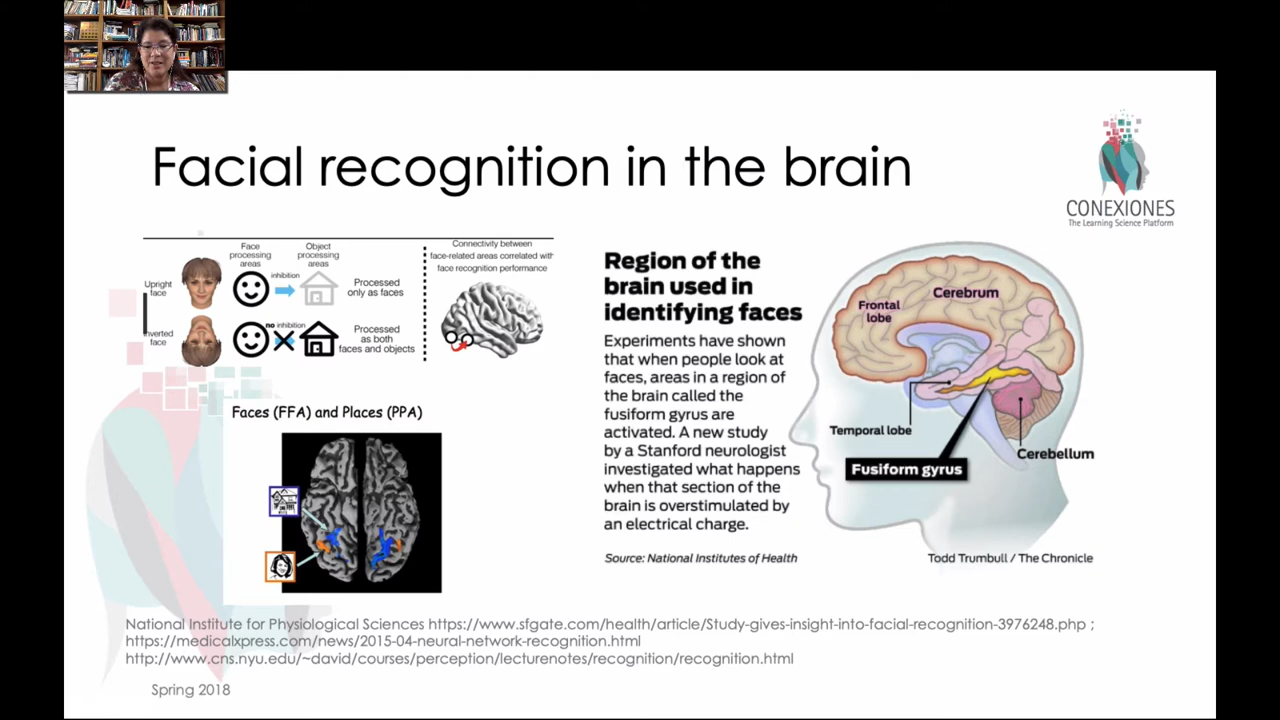 Facial recognition in the brain
CONEXIONES
The Learning Science Platform
Face
processing
areas
Object
processing
areas
Connectivity between
face-related areas correlated with
face recognition performance
Upright
face
inhibition
Processed
only as faces
Inverted
face
no inhibition
Processed
as both
faces and objects
Faces (FFA) and Places (PPA)
Region of the
brain used in
identifying faces
Experiments have shown
that when people look at
faces, areas in a region of
the brain called the
fusiform gyrus are
activated. A new study
by a Stanford neurologist
investigated what happens
when that section of the
brain is overstimulated by
an electrical charge.
Source: National Institutes of Health
Frontal
lobe
Cerebrum
Temporal lobe
Cerebellum
Fusiform gyrus
Todd Trumbull / The Chronicle
National Institute for Physiological Sciences https://www.sfgate.com/health/article/Study-gives-insight-into-facial-recognition-3976248.php ;
https://medicalxpress.com/news/2015-04-neural-network-recognition.html
http://www.cns.nyu.edu/~david/courses/perception/lecturenotes/recognition/recognition.html
Spring 2018